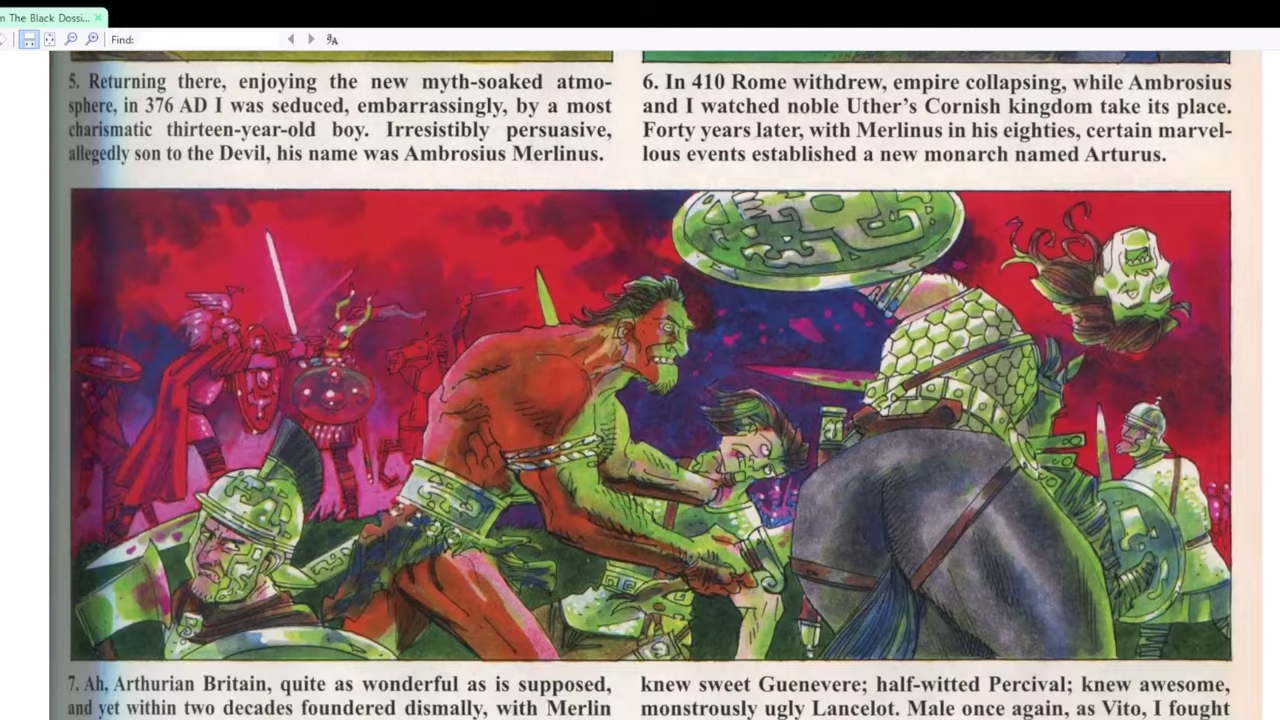 m The Black Dossi...
Find:
5. Returning there, enjoying the new myth-soaked atmo-
sphere, in 376 AD I was seduced, embarrassingly, by a most
charismatic thirteen-year-old boy. Irresistibly persuasive,
allegedly son to the Devil, his name was Ambrosius Merlinus.
6. In 410 Rome withdrew, empire collapsing, while Ambrosius
and I watched noble Uther's Cornish kingdom take its place.
Forty years later, with Merlinus in his eighties, certain marvel-
lous events established a new monarch named Arturus.
7. Ah, Arthurian Britain, quite as wonderful as is supposed,
and yet within two decades foundered dismally, with Merlin
knew sweet Guenevere; half-witted Percival; knew awesome,
monstrously ugly Lancelot. Male once again, as Vito, I fought